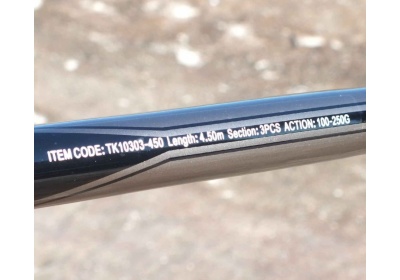 ITEM CODE: TK10303-450 Length: 4.50m Section: 3PCS ACTION: 100-250G